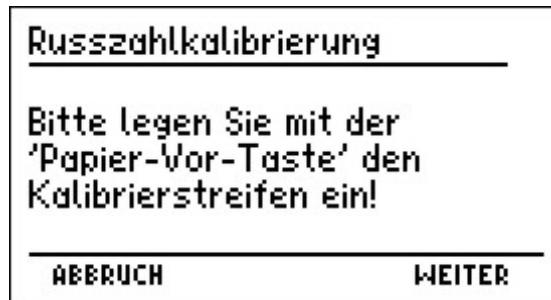 Russzahlkalibrierung
Bitte legen Sie mit der
'Papier-Vor-Taste' den
Kalibrierstreifen ein!
ABBRUCH WEITER